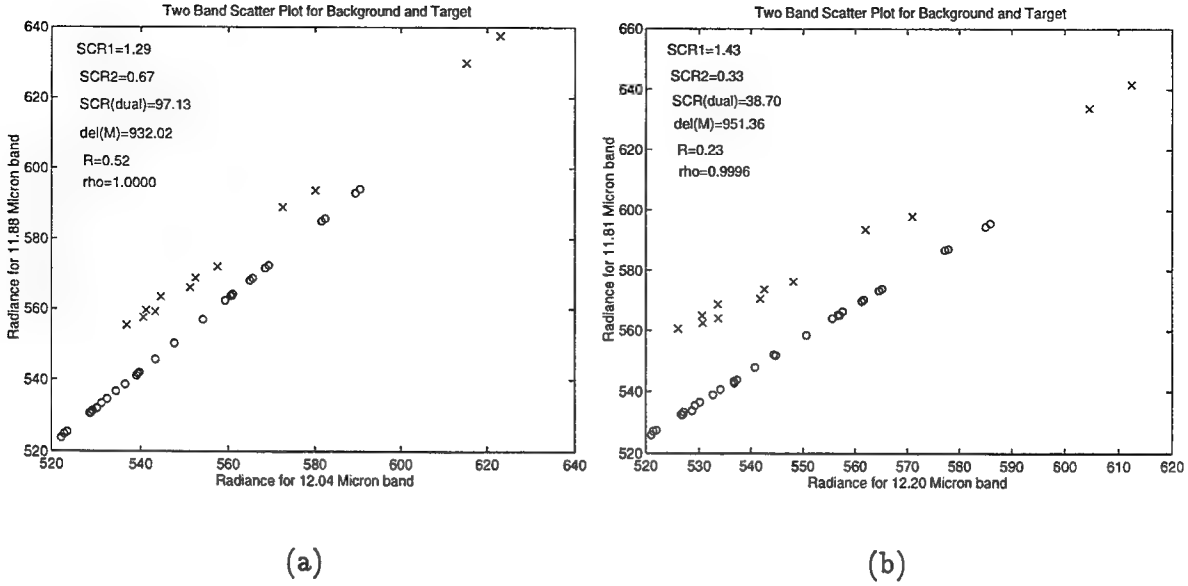 Two Band Scatter Plot for Background and Target
640
620
600
580
560
540
520
SCR1=1.29
SCR2=0.67
SCR(dual)=97.13
del(M)=932.02
R=0.52
rho=1.0000
Radiance for 11.88 Micron band
520 540 560 580 600 620 640
Radiance for 12.04 Micron band
(a)
Two Band Scatter Plot for Background and Target
660
640
620
600
580
560
540
520
SCR1=1.43
SCR2=0.33
SCR(dual)=38.70
del(M)=951.36
R=0.23
rho=0.9996
Radiance for 11.81 Micron band
520 530 540 550 560 570 580 590 600 610 620
Radiance for 12.20 Micron band
(b)